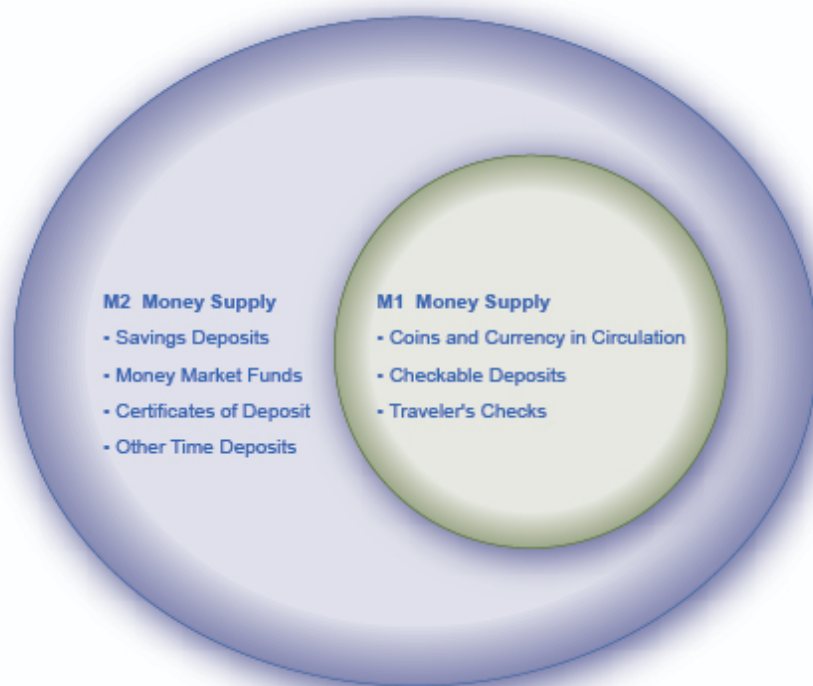 M2 Money Supply
▪ Savings Deposits
▪ Money Market Funds
▪ Certificates of Deposit
▪ Other Time Deposits
M1 Money Supply
▪ Coins and Currency in Circulation
▪ Checkable Deposits
▪ Traveler's Checks